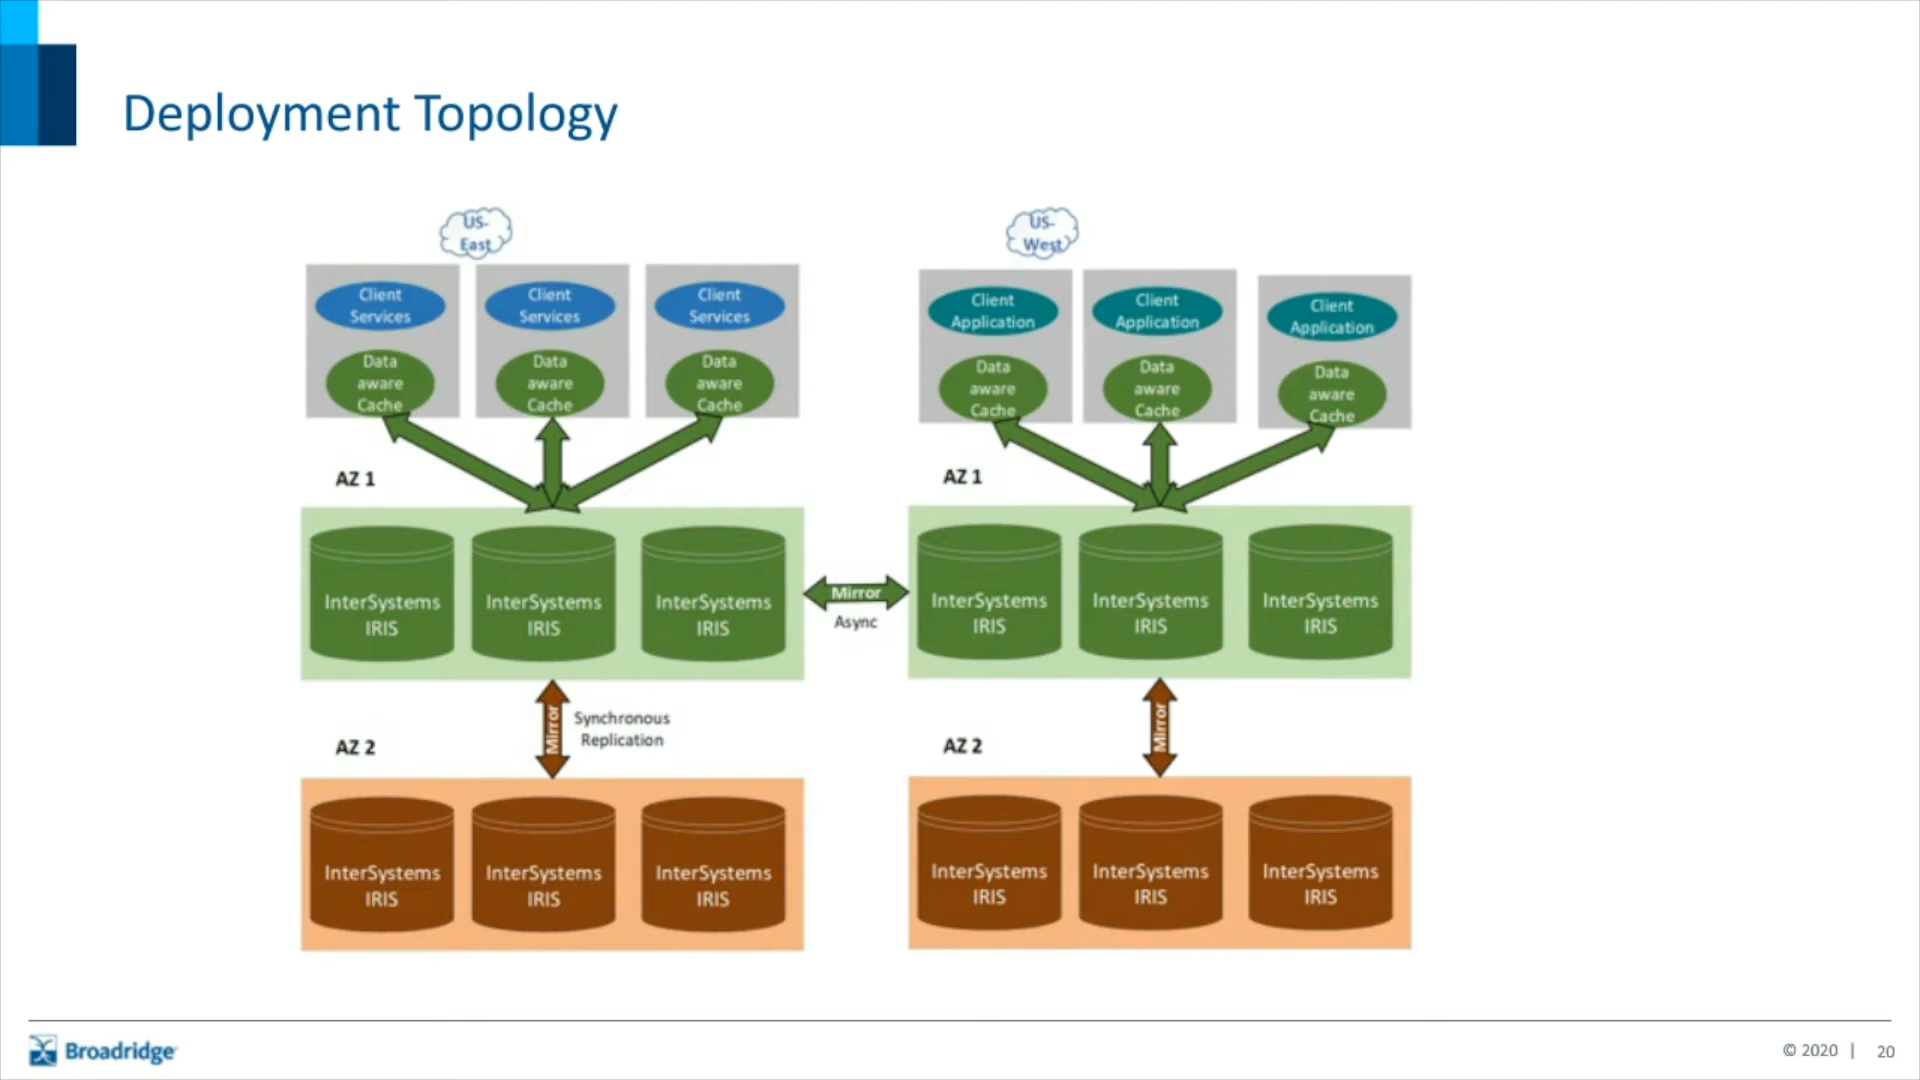 Deployment Topology
US-
East
US-
West
Client
Services
Client
Services
Client
Services
Client
Application
Client
Application
Client
Application
Data
aware
Cache
Data
aware
Cache
Data
aware
Cache
Data
aware
Cache
Data
aware
Cache
Data
aware
Cache
AZ 1
AZ 1
InterSystems
IRIS
InterSystems
IRIS
InterSystems
IRIS
Mirror
Async
InterSystems
IRIS
InterSystems
IRIS
InterSystems
IRIS
AZ 2
Mirror
Synchronous
Replication
AZ 2
Mirror
InterSystems
IRIS
InterSystems
IRIS
InterSystems
IRIS
InterSystems
IRIS
InterSystems
IRIS
InterSystems
IRIS
Broadridge
© 2020 | 20